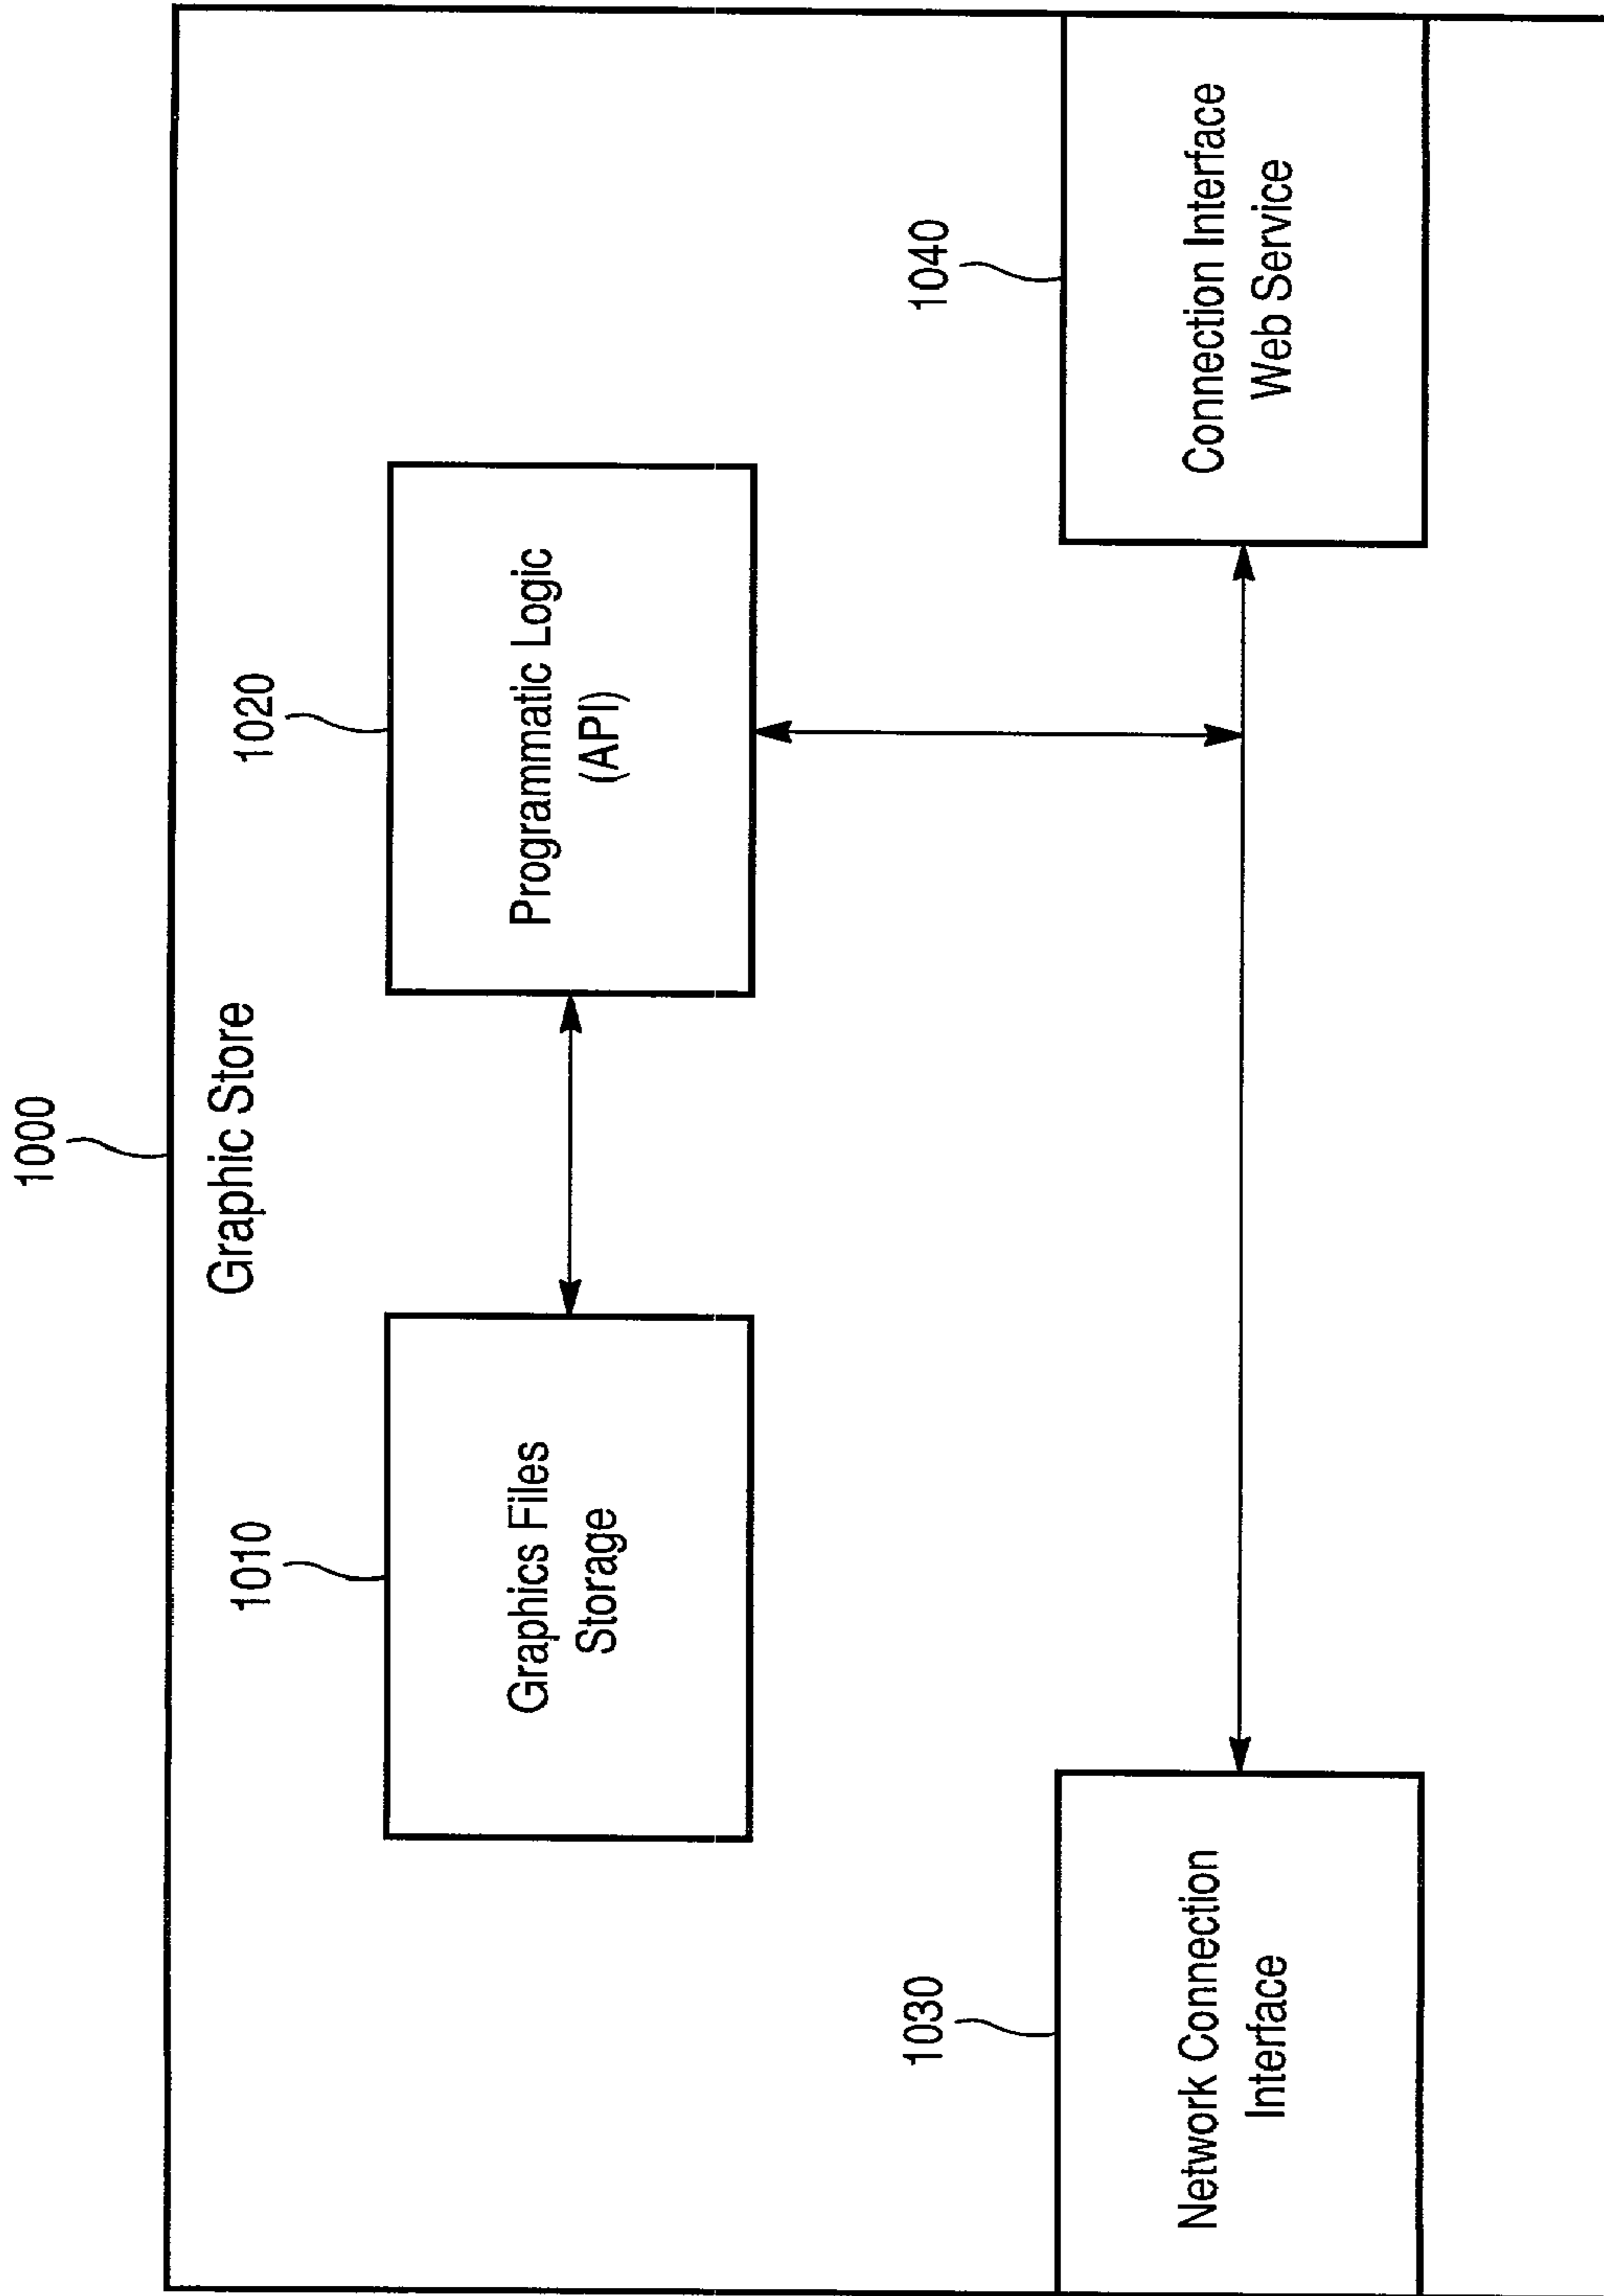 1000
Graphic Store
1010
Graphics Files
Storage
1020
Programmatic Logic
(API)
1030
Network Connection
Interface
1040
Connection Interface
Web Service